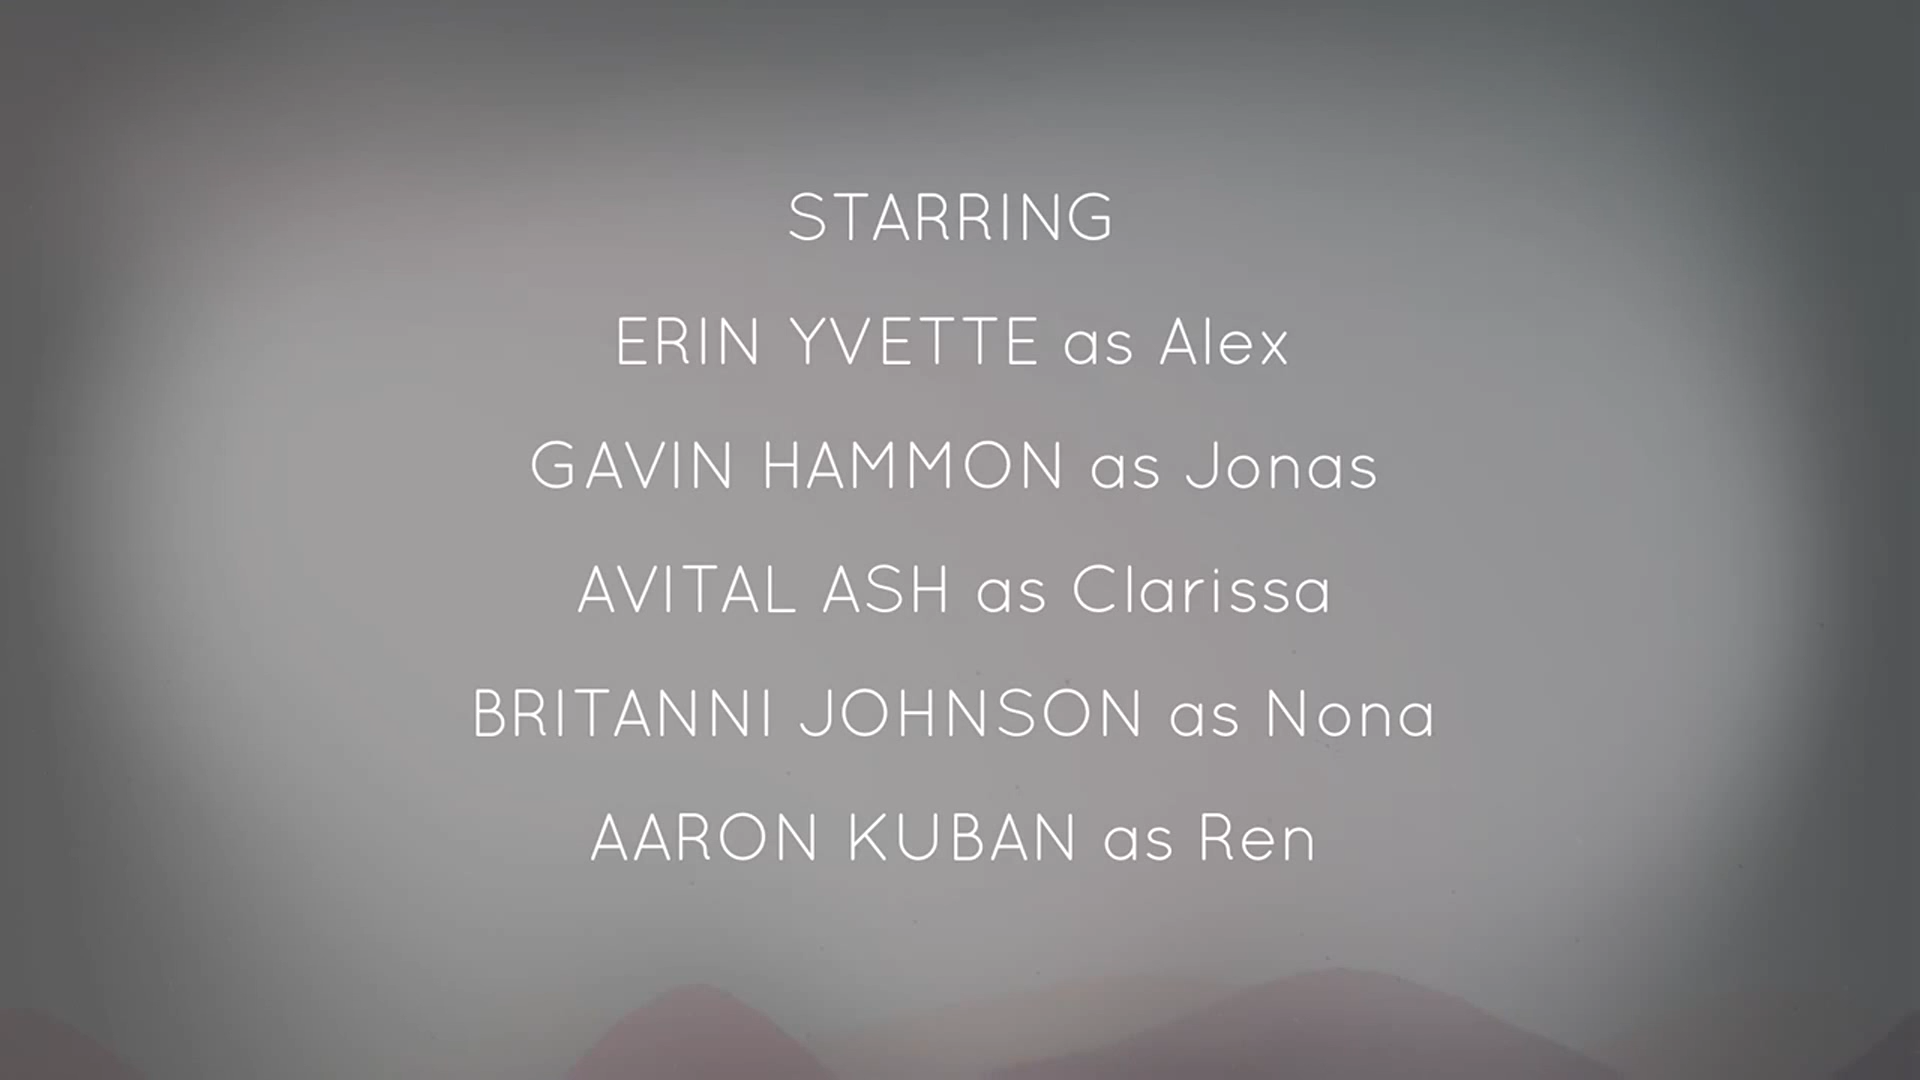 STARRING
ERIN YVETTE as Alex
GAVIN HAMMON as Jonas
AVITAL ASH as Clarissa
BRITANNI JOHNSON as Nona
AARON KUBAN as Ren